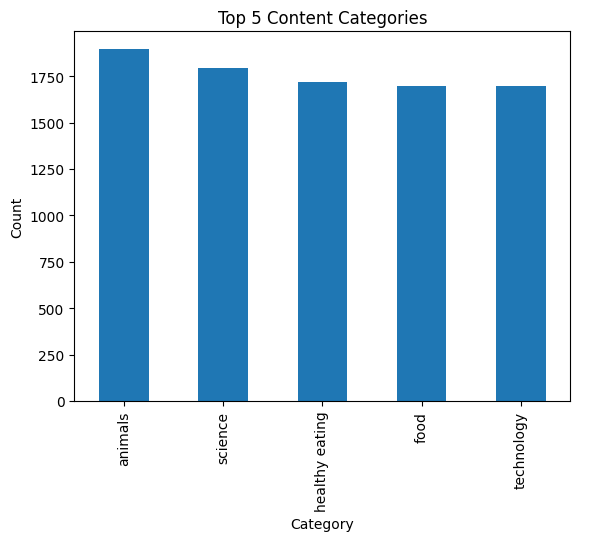 Top 5 Content Categories
Count
1750
1500
1250
1000
750
500
250
0
animals
science
healthy eating
food
technology
Category